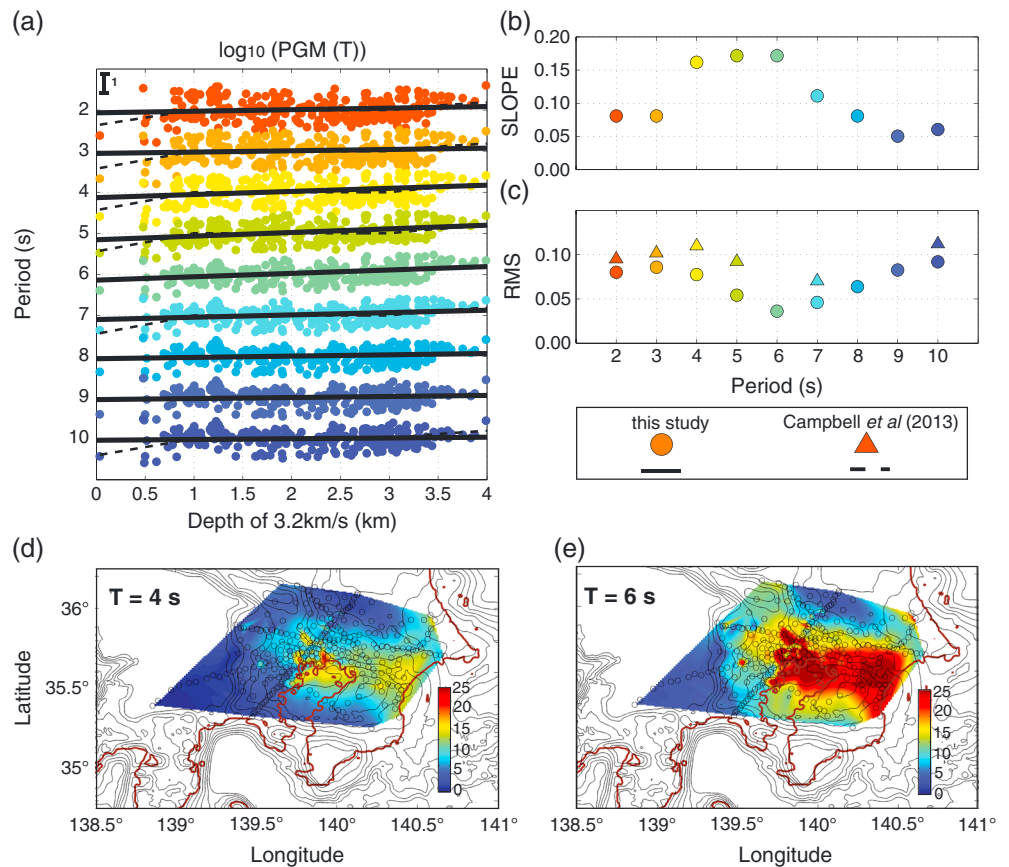 (a)
log10 (PGM (T))
1
2
3
4
5
6
7
8
9
10
Period (s)
0 0.5 1 1.5 2 2.5 3 3.5 4
Depth of 3.2km/s (km)
(b)
0.20
0.15
0.10
0.05
0.00
SLOPE
(c)
0.10
0.05
0.00
RMS
2 3 4 5 6 7 8 9 10
Period (s)
this study
Campbell et al (2013)
(d)
T = 4 s
36°
35.5°
35°
Latitude
25
20
15
10
5
0
138.5° 139° 139.5° 140° 140.5° 141°
Longitude
(e)
T = 6 s
25
20
15
10
5
0
138.5° 139° 139.5° 140° 140.5° 141°
Longitude